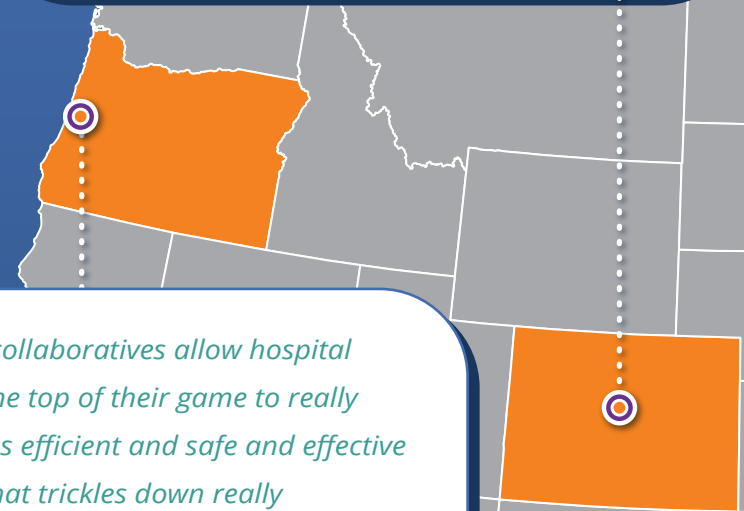 collaboratives allow hospital
he top of their game to really
s efficient and safe and effective
hat trickles down really